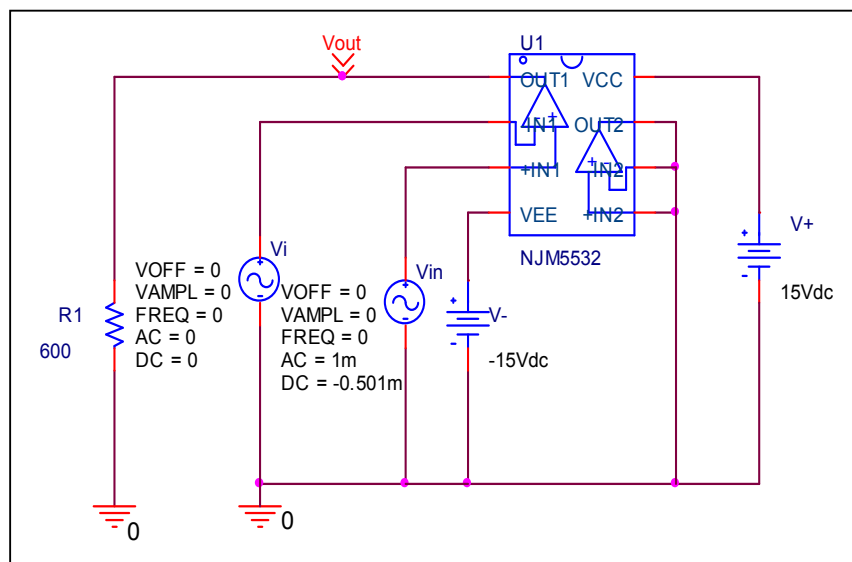 Vout
U1
OUT1
VCC
-IN1
OUT2
+IN1
-IN2
VEE
+IN2
NJM5532
+
+
Vi
+
-
VOFF = 0
VAMPL = 0
FREQ = 0
AC = 0
DC = 0
Vin
+
-
VOFF = 0
VAMPL = 0
FREQ = 0
AC = 1m
DC = -0.501m
R1
600
+
V-
-
-15Vdc
V+
+
-
15Vdc
0
0